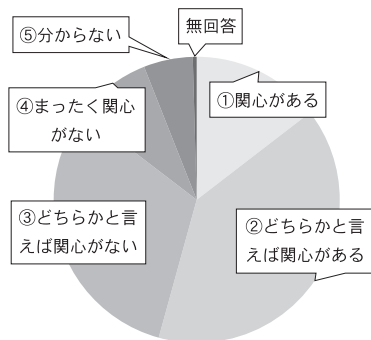 無回答
①関心がある
②どちらかと言
えば関心がある
③どちらかと言
えば関心がない
④まったく関心
がない
⑤分からない